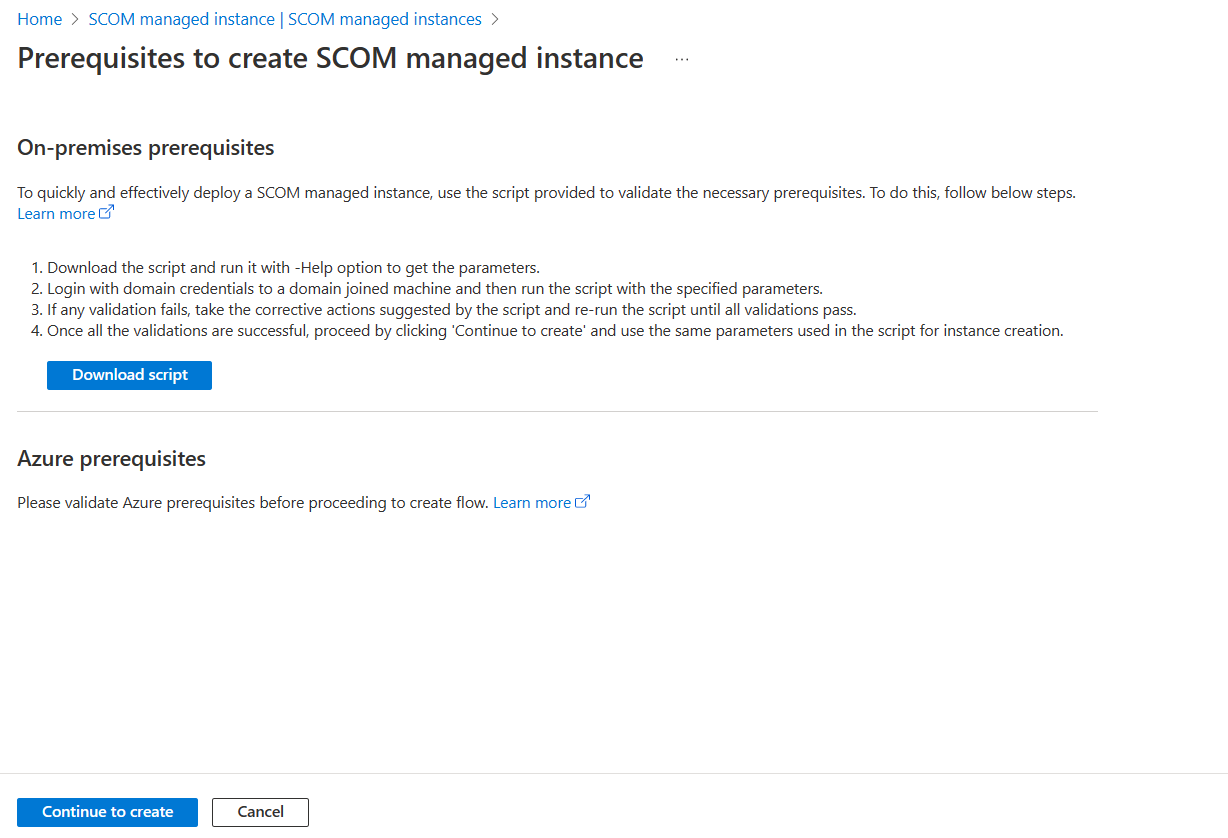 Home > SCOM managed instance | SCOM managed instances >
Prerequisites to create SCOM managed instance ...
On-premises prerequisites
To quickly and effectively deploy a SCOM managed instance, use the script provided to validate the necessary prerequisites. To do this, follow below steps.
Learn more
1. Download the script and run it with -Help option to get the parameters.
2. Login with domain credentials to a domain joined machine and then run the script with the specified parameters.
3. If any validation fails, take the corrective actions suggested by the script and re-run the script until all validations pass.
4. Once all the validations are successful, proceed by clicking 'Continue to create' and use the same parameters used in the script for instance creation.
Download script
Azure prerequisites
Please validate Azure prerequisites before proceeding to create flow. Learn more
Continue to create Cancel